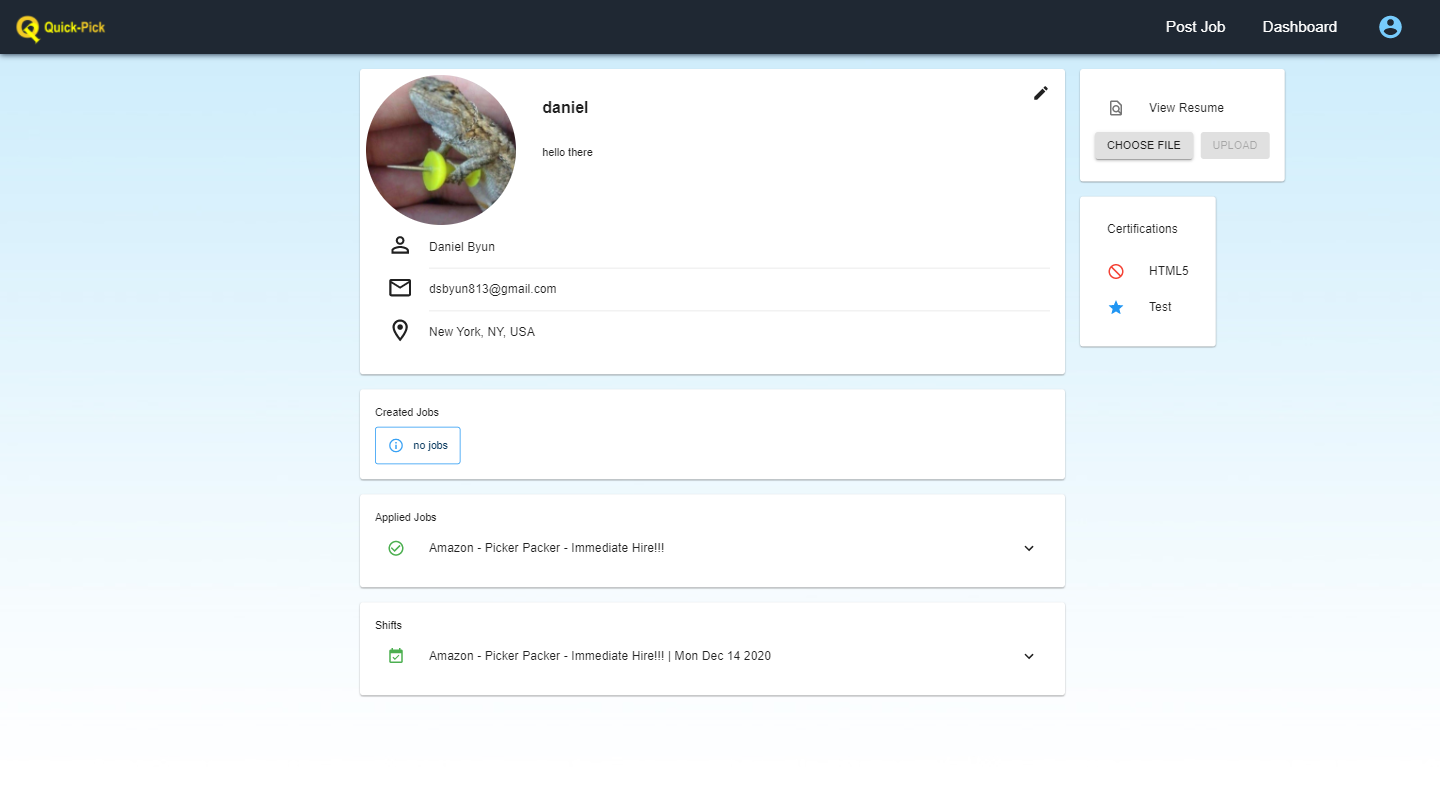 Quick-Pick
Post Job
Dashboard
daniel
hello there
Daniel Byun
dsbyun813@gmail.com
New York, NY, USA
View Resume
CHOOSE FILE
UPLOAD
Certifications
HTML5
Test
Created Jobs
no jobs
Applied Jobs
Amazon - Picker Packer - Immediate Hire!!!
Shifts
Amazon - Picker Packer - Immediate Hire!!! | Mon Dec 14 2020